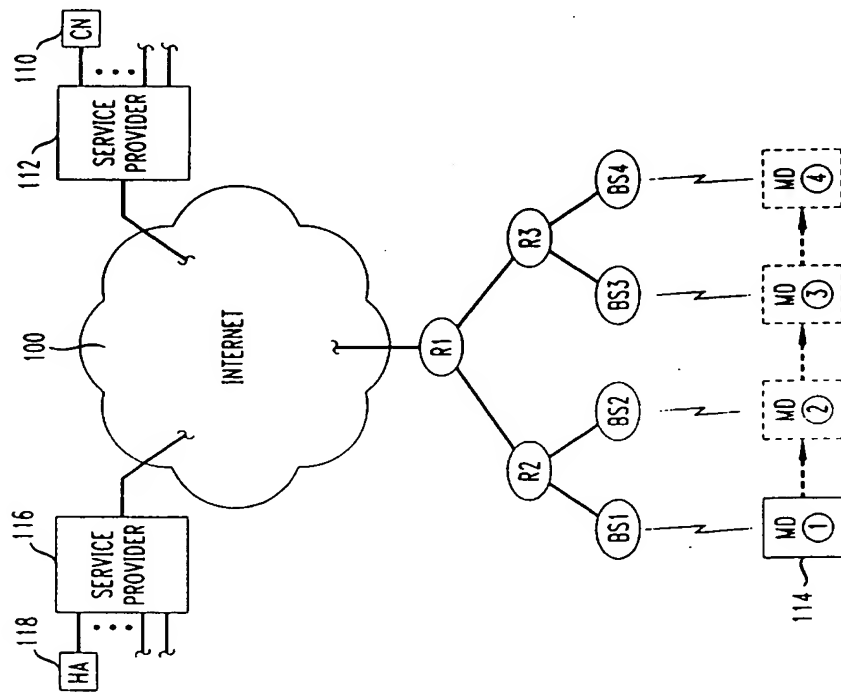 110
CN
112
SERVICE
PROVIDER
100
INTERNET
116
SERVICE
PROVIDER
118
HA
R1
R2
R3
BS1
BS2
BS3
BS4
MD
1
MD
2
MD
3
MD
4
114